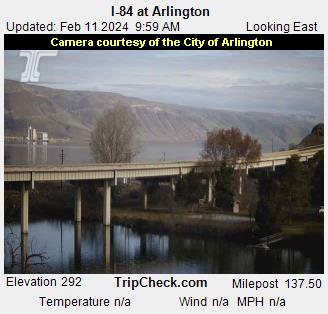 I-84 at Arlington
Updated: Feb 11 2024 9:59 AM Looking East
Camera courtesy of the City of Arlington
Elevation 292 TripCheck.com Milepost 137.50
Temperature n/a Wind n/a MPH n/a